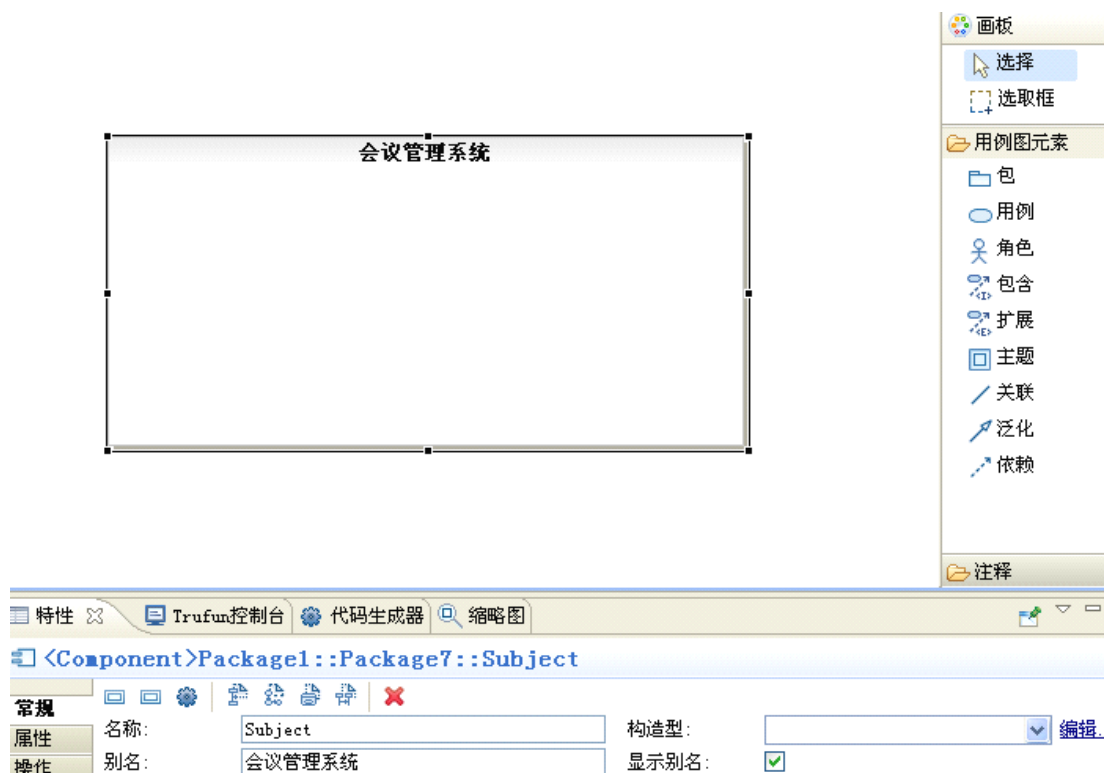 画板
选择
选取框
会议管理系统
用例图元素
包
用例
角色
包含
扩展
主题
关联
泛化
依赖
注释
特性 Trufun控制台 代码生成器 缩略图
<Component>Package1::Package7::Subject
常规
名称: Subject 构造型: 编辑.
属性
别名: 会议管理系统 显示别名:
操作